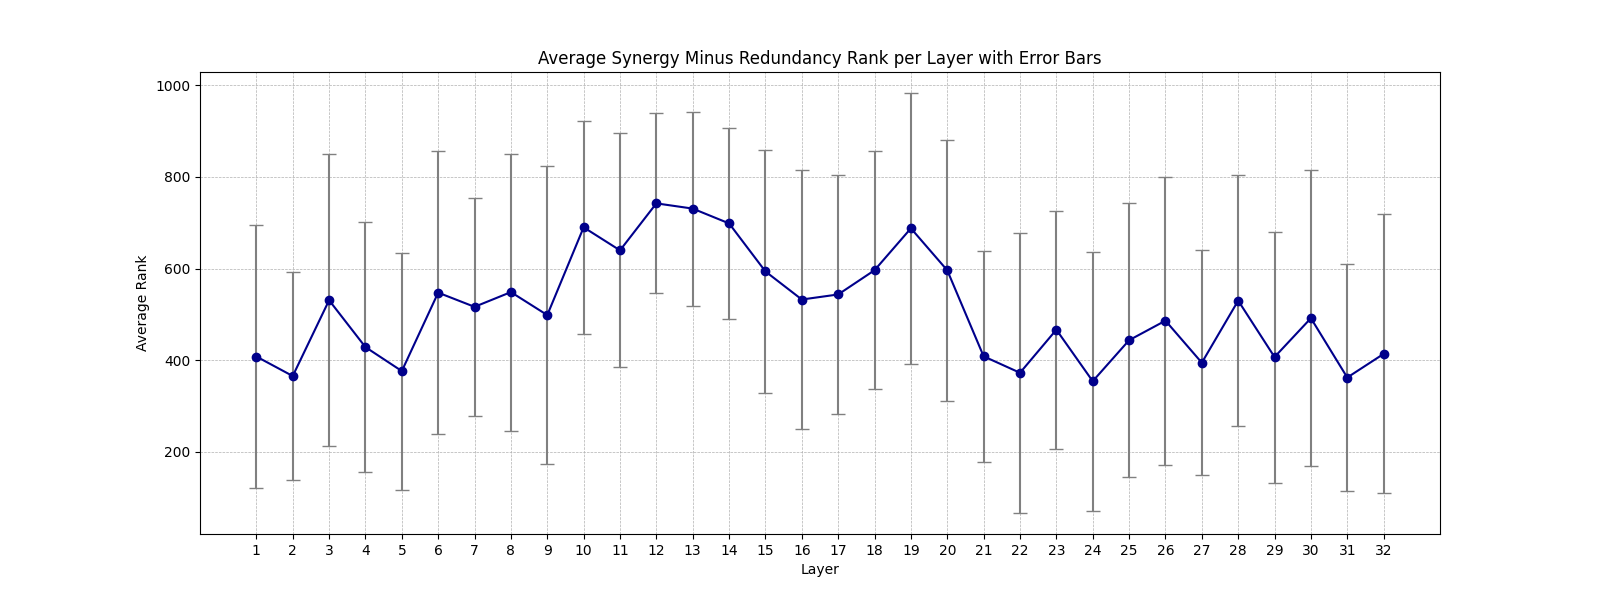 Average Synergy Minus Redundancy Rank per Layer with Error Bars
1000
800
600
400
200
Average Rank
1 2 3 4 5 6 7 8 9 10 11 12 13 14 15 16 17 18 19 20 21 22 23 24 25 26 27 28 29 30 31 32
Layer